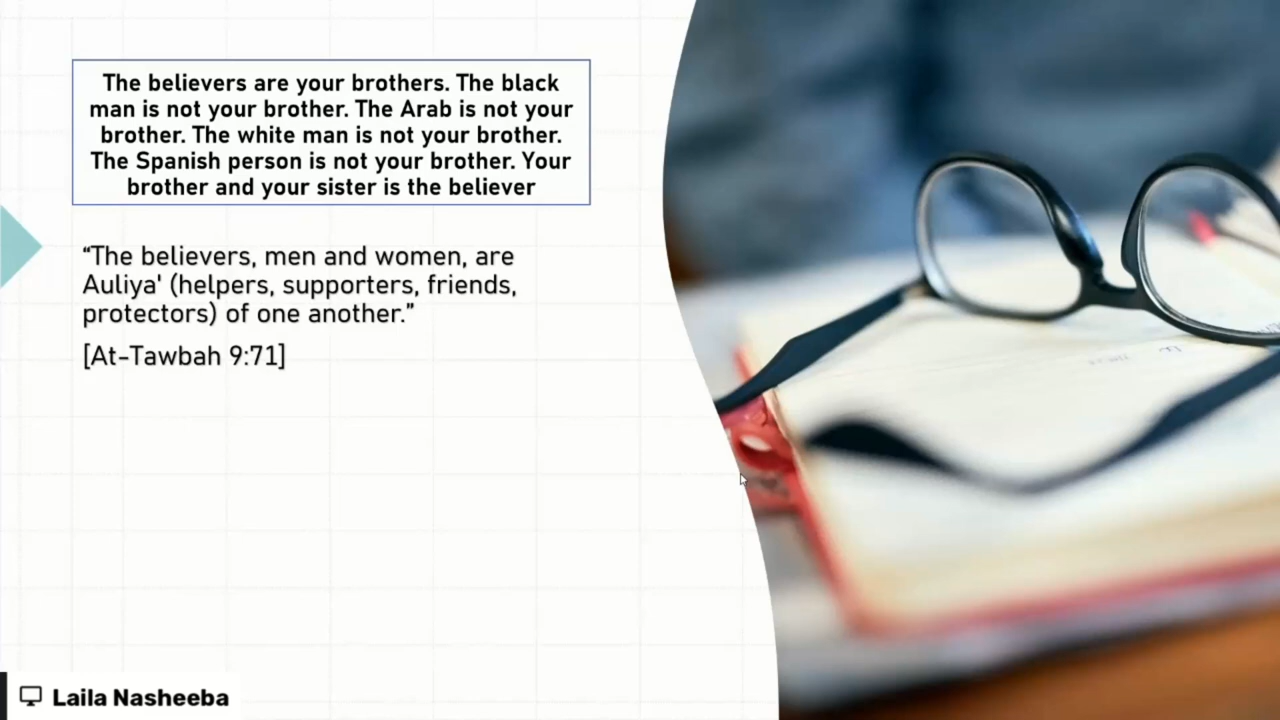 The believers are your brothers. The black
man is not your brother. The Arab is not your
brother. The white man is not your brother.
The Spanish person is not your brother. Your
brother and your sister is the believer
“The believers, men and women, are
Auliya' (helpers, supporters, friends,
protectors) of one another.”
[At-Tawbah 9:71]
Laila Nasheeba